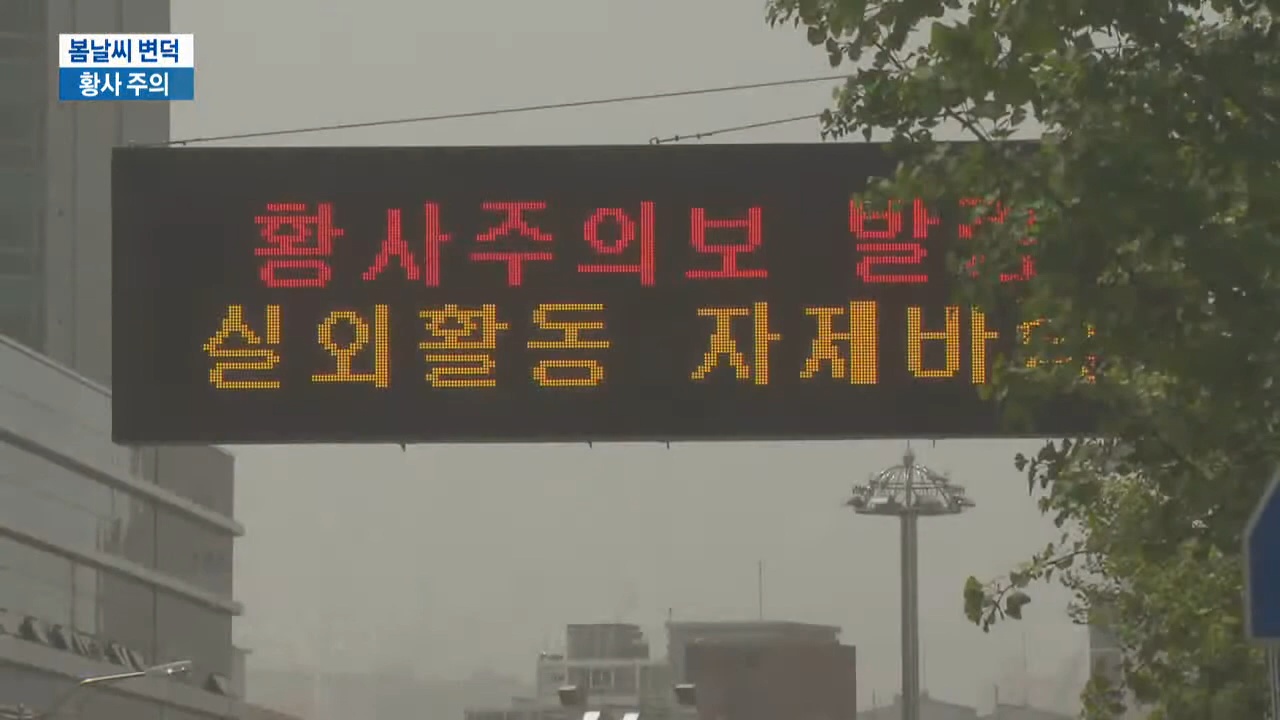 봄날씨 변덕
황사 주의
황사주의보
실외활동